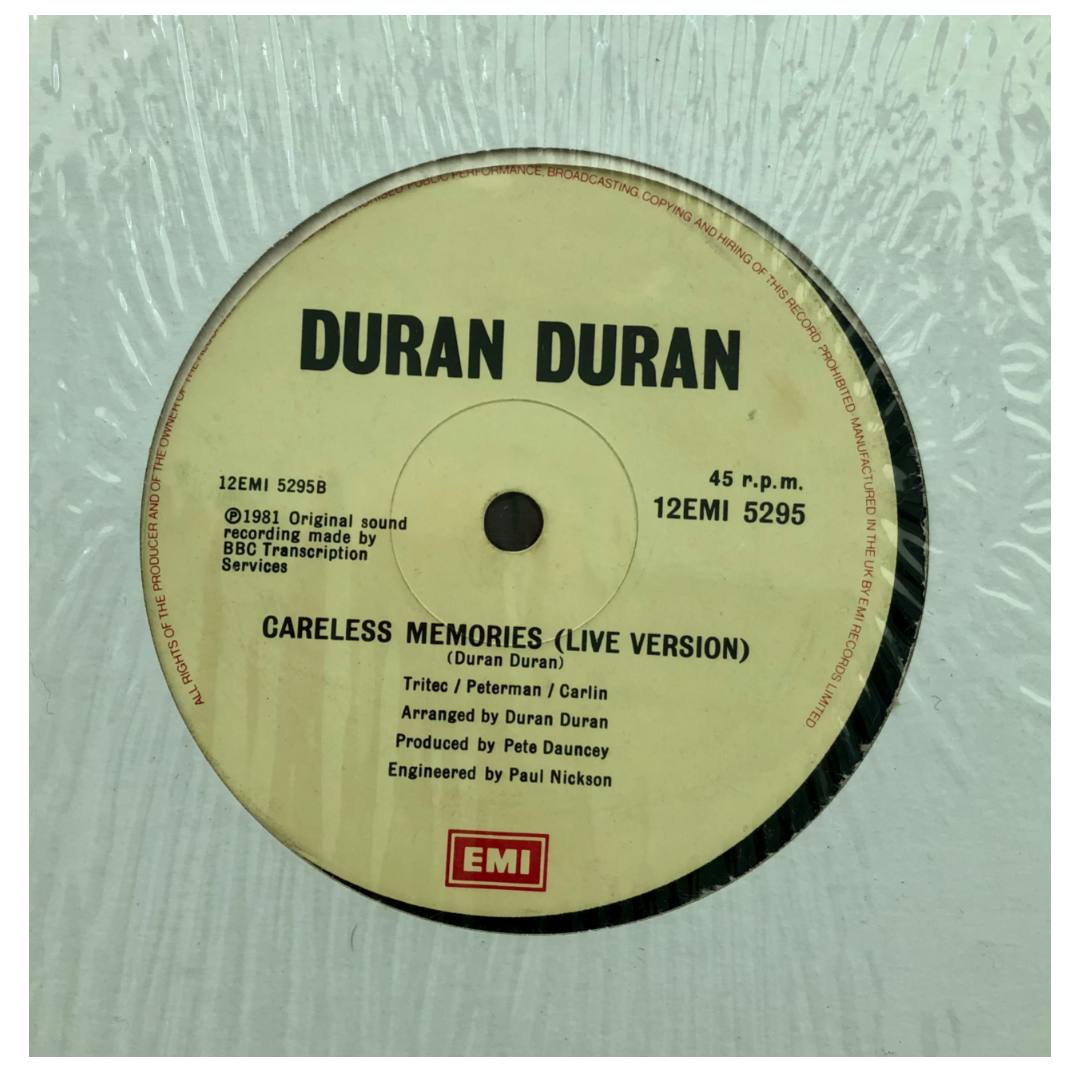 ALL RIGHTS OF THE PRODUCER AND OF THE OWNER OF THE PUBLIC PERFORMANCE, BROADCASTING, COPYING AND HIRING OF THIS RECORD PROHIBITED. MANUFACTURED IN THE UK BY EMI RECORDS LIMITED
DURAN DURAN
12EMI 5295B
℗1981 Original sound
recording made by
BBC Transcription
Services
45 r.p.m.
12EMI 5295
CARELESS MEMORIES (LIVE VERSION)
(Duran Duran)
Tritec / Peterman / Carlin
Arranged by Duran Duran
Produced by Pete Dauncey
Engineered by Paul Nickson
EMI